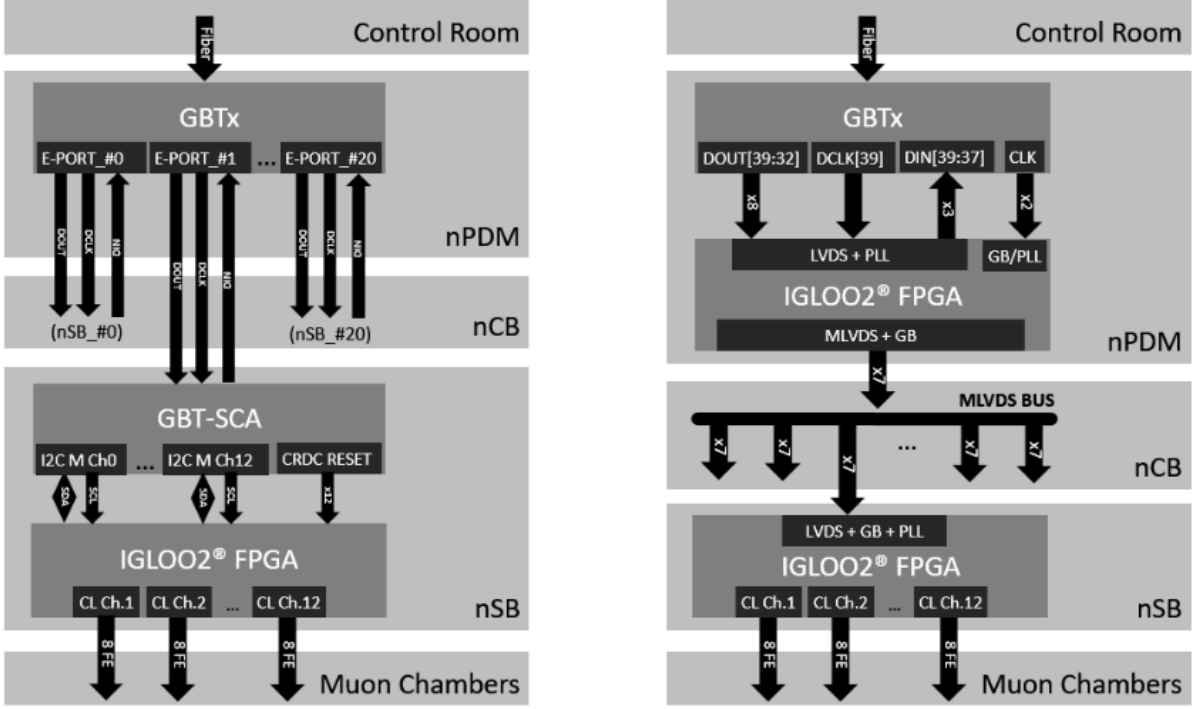 Control Room
Fiber
GBTx
E-PORT_#0 E-PORT_#1 ... E-PORT_#20
DOUT DCLK DIN DOUT DCLK DIN DOUT DCLK DIN
nPDM
(nSB_#0) (nSB_#20)
nCB
GBT-SCA
I2C M Ch0 ... I2C M Ch12 CRDC RESET
SDA SCL SDA SCL x12
IGLOO2® FPGA
CL Ch.1 CL Ch.2 ... CL Ch.12
nSB
8 FE 8 FE 8 FE
Muon Chambers
Control Room
Fiber
GBTx
DOUT[39:32] DCLK[39] DIN[39:37] CLK
x8 x3 x2
LVDS + PLL GB/PLL
IGLOO2® FPGA
MLVDS + GB
nPDM
x7
MLVDS BUS
x7 x7 x7 ... x7 x7
nCB
LVDS + GB + PLL
IGLOO2® FPGA
CL Ch.1 CL Ch.2 ... CL Ch.12
nSB
8 FE 8 FE 8 FE
Muon Chambers